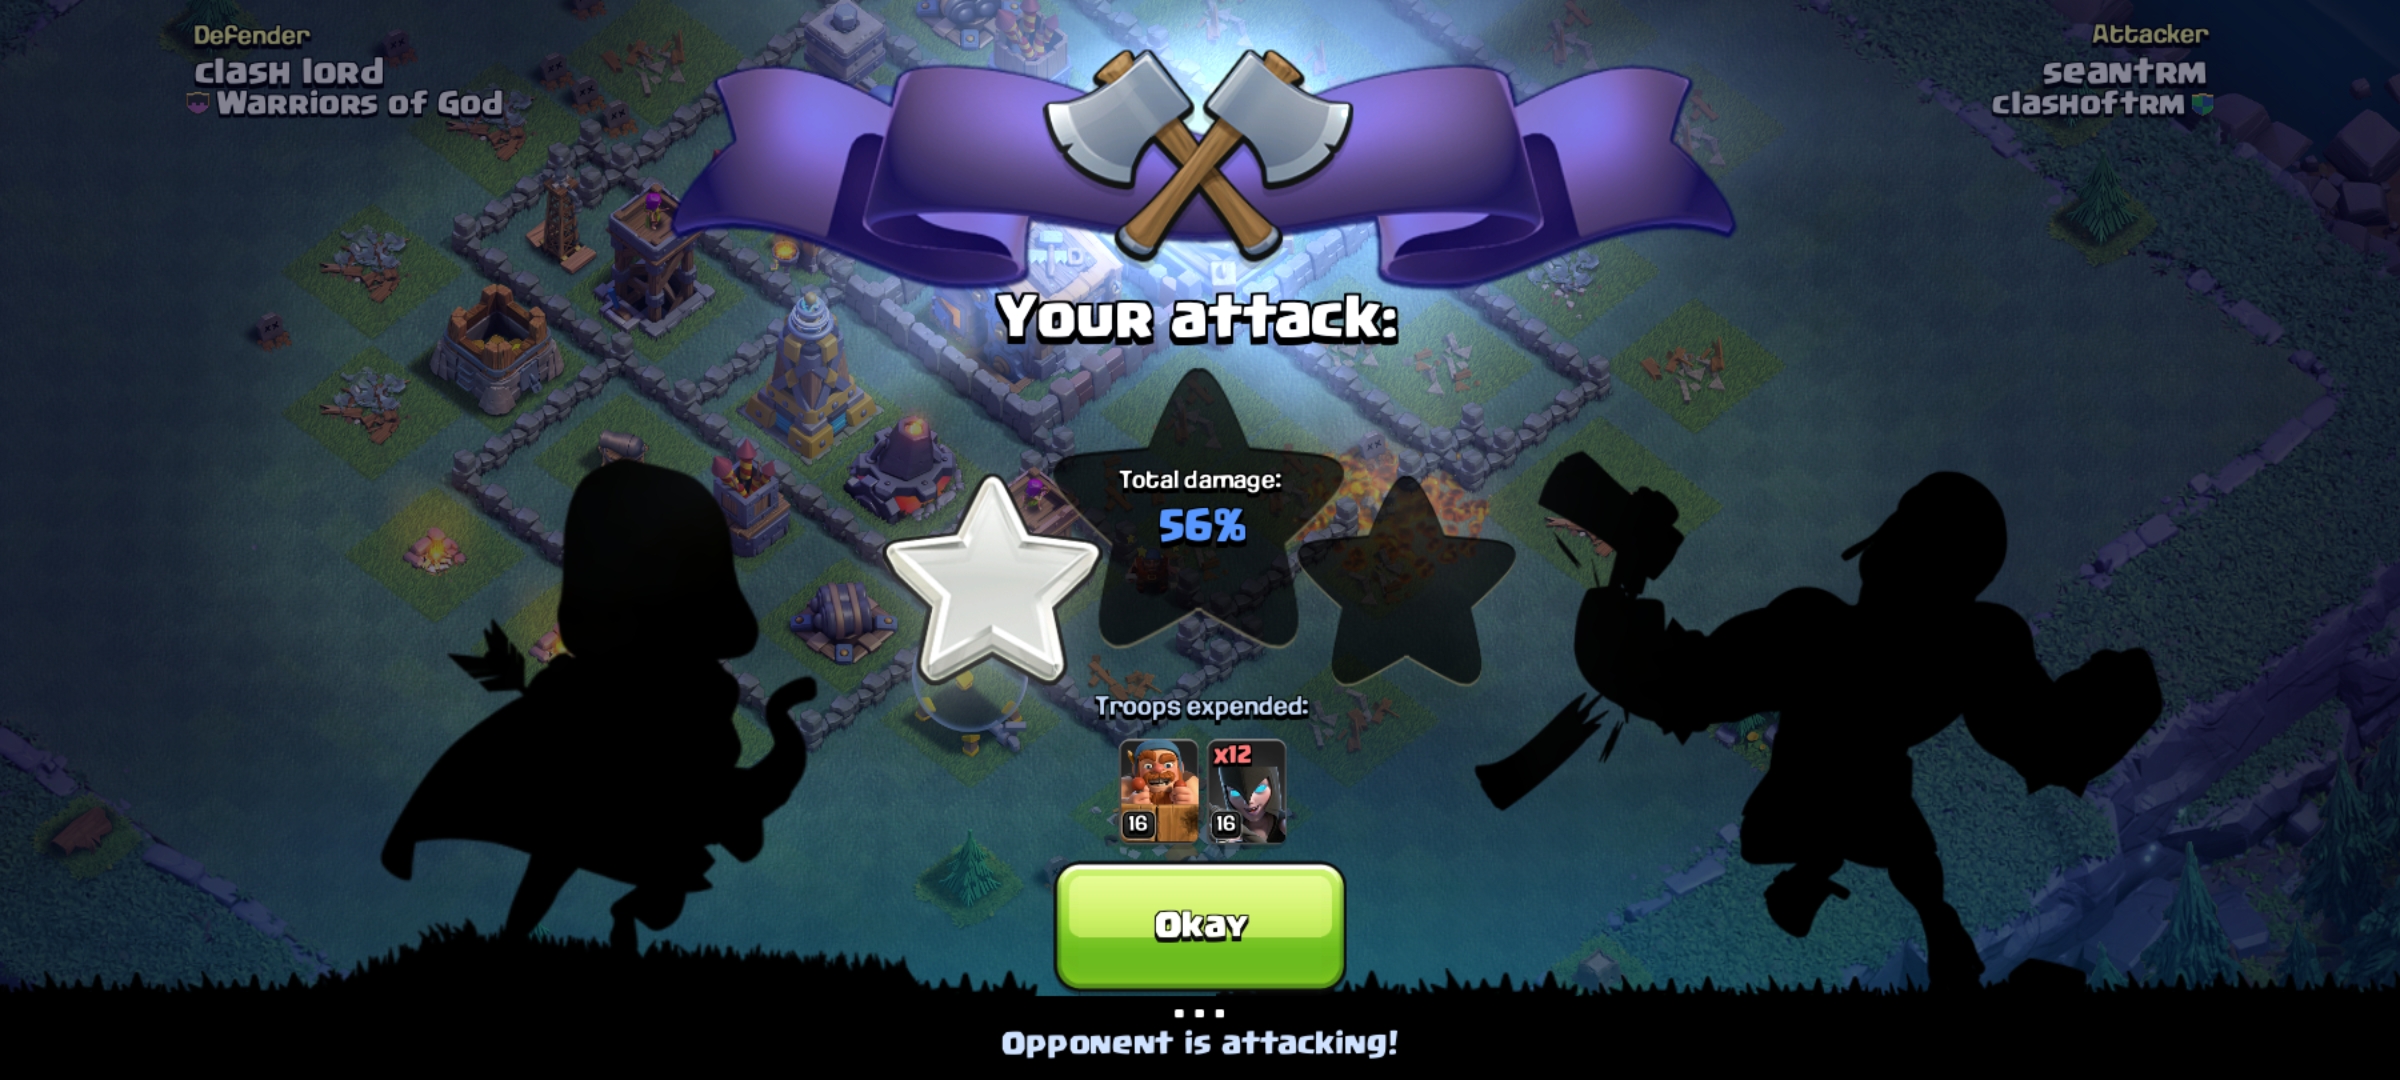 Defender
clash lord
Warriors of God
Attacker
seantrm
clashoftrm
Your attack:
Total damage:
56%
Troops expended:
x12
16
16
Okay
...
Opponent is attacking!